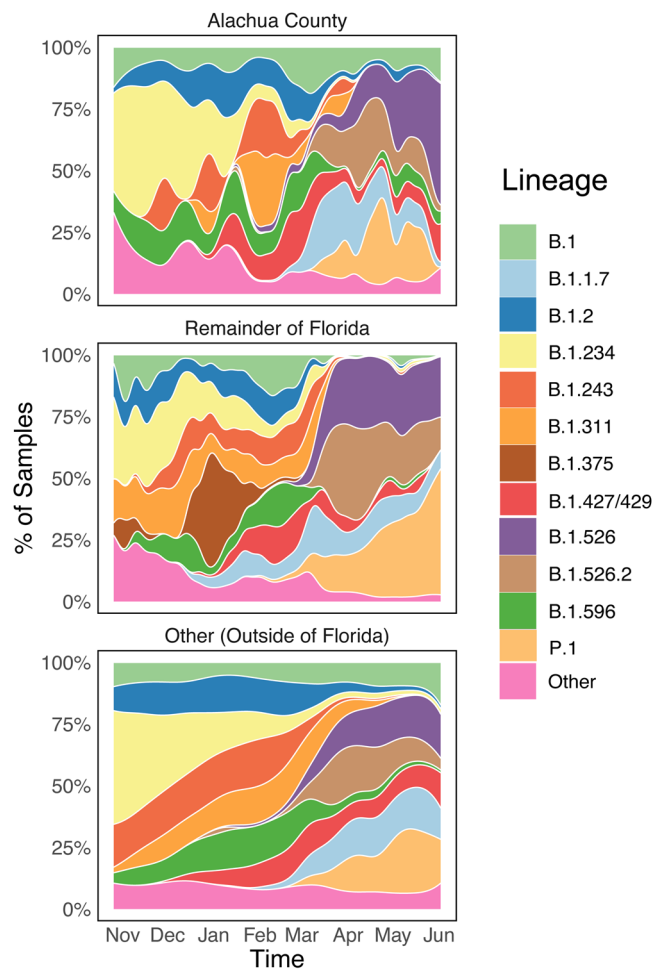 Alachua County
100%
75%
50%
25%
0%
Remainder of Florida
100%
75%
50%
25%
0%
Other (Outside of Florida)
100%
75%
50%
25%
0%
Nov Dec Jan Feb Mar Apr May Jun
Time
% of Samples
Lineage
B.1
B.1.1.7
B.1.2
B.1.234
B.1.243
B.1.311
B.1.375
B.1.427/429
B.1.526
B.1.526.2
B.1.596
P.1
Other